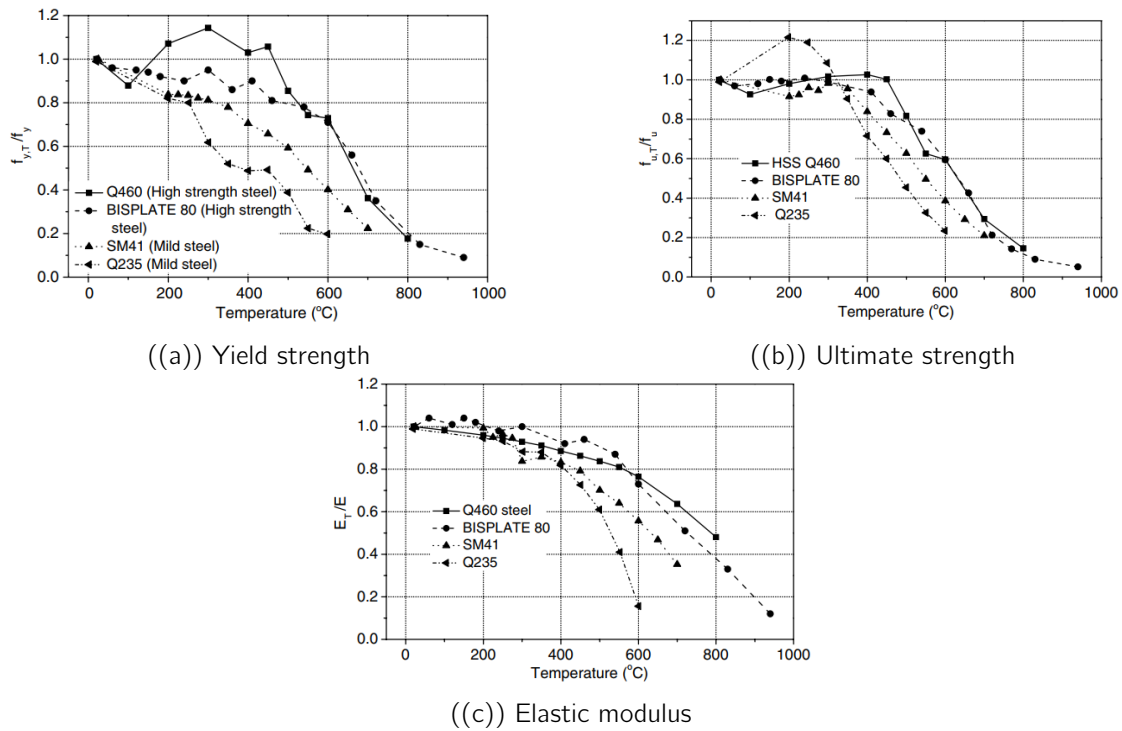 1.2
1.0
0.8
0.6
0.4
0.2
0.0
f_y,T/f_y
Q460 (High strength steel)
BISPLATE 80 (High strength
steel)
SM41 (Mild steel)
Q235 (Mild steel)
0 200 400 600 800 1000
Temperature (°C)
((a)) Yield strength
1.2
1.0
0.8
0.6
0.4
0.2
0.0
f_u,T/f_u
HSS Q460
BISPLATE 80
SM41
Q235
0 200 400 600 800 1000
Temperature (°C)
((b)) Ultimate strength
1.2
1.0
0.8
0.6
0.4
0.2
0.0
E_T/E
Q460 steel
BISPLATE 80
SM41
Q235
0 200 400 600 800 1000
Temperature (°C)
((c)) Elastic modulus